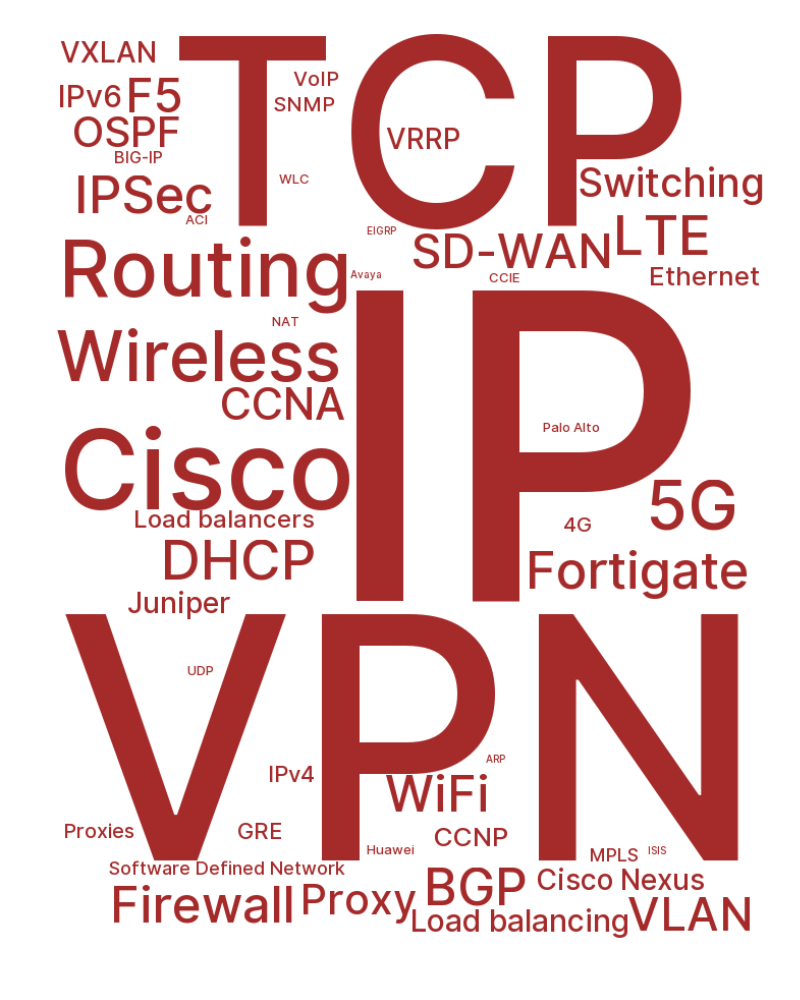 VXLAN
TCP
VoIP
IPv6
F5
SNMP
OSPF
VRRP
BIG-IP
WLC
IPSec
Switching
ACI
EIGRP
LTE
Routing
SD-WAN
Avaya
CCIE
Ethernet
NAT
IP
Wireless
CCNA
Palo Alto
Cisco
5G
Load balancers
4G
DHCP
Fortigate
Juniper
VPN
UDP
ARP
IPv4
WiFi
Proxies
GRE
CCNP
Huawei
MPLS
ISIS
Software Defined Network
BGP
Cisco Nexus
Firewall
Proxy
Load balancing
VLAN